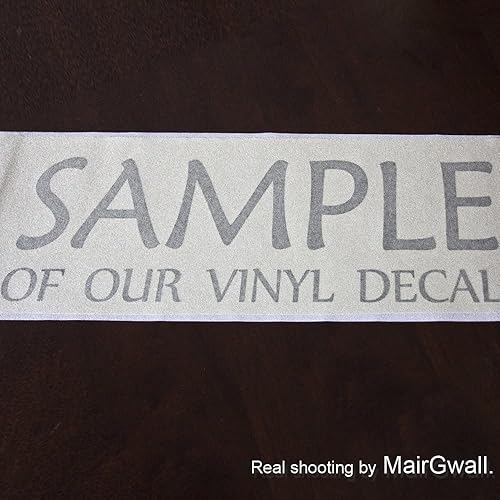 SAMPLE
OF OUR VINYL DECAL
Real shooting by MairGwall.